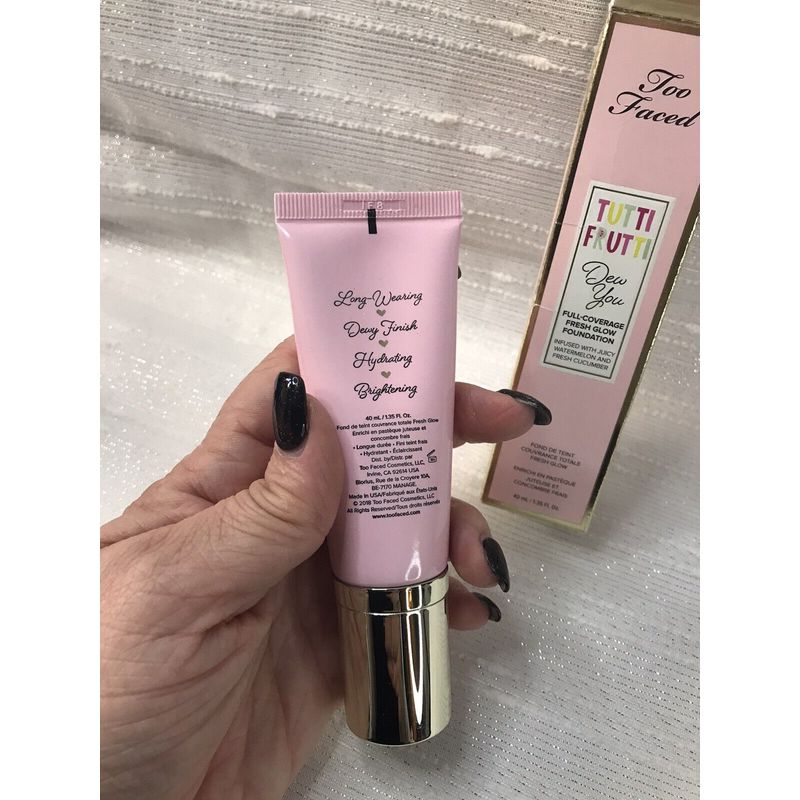 Long-Wearing
Dewy Finish
Hydrating
Brightening
40 mL / 1.35 Fl. Oz.
Fond de teint couvrance totale Fresh Glow
Enrichi en pastèque juteuse et
concombre frais
• Longue durée • Fini teint frais
• Hydratant • Éclaircissant
Dist. by/Distr. par
Too Faced Cosmetics, LLC,
Irvine, CA 92614 USA
Blorius, Rue de la Croyere 10A,
BE-7170 MANAGE.
Made in USA/Fabriqué aux États-Unis
© 2018 Too Faced Cosmetics, LLC
All Rights Reserved/Tous droits réservés
www.toofaced.com
Too
Faced
TUTTI
FRUTTI
Dew
You
FULL-COVERAGE
FRESH GLOW
FOUNDATION
INFUSED WITH JUICY
WATERMELON AND
FRESH CUCUMBER
FOND DE TEINT
COUVRANCE TOTALE
FRESH GLOW
ENRICHI EN PASTÈQUE
JUTEUSE ET
CONCOMBRE FRAIS
40 mL / 1.35 Fl. Oz.